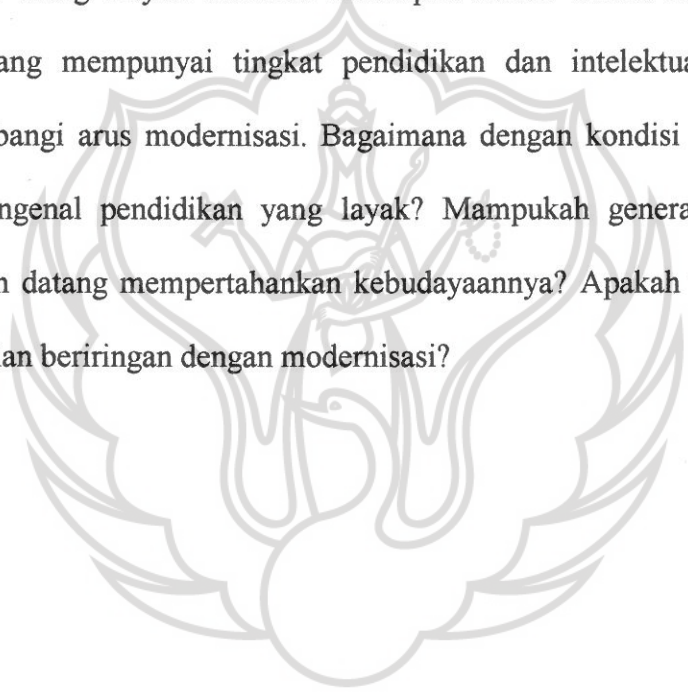 ang mempunyai tingkat pendidikan dan intelektua
bangi arus modernisasi. Bagaimana dengan kondisi
ngenal pendidikan yang layak? Mampukah genera
n datang mempertahankan kebudayaannya? Apakah
an beriringan dengan modernisasi?